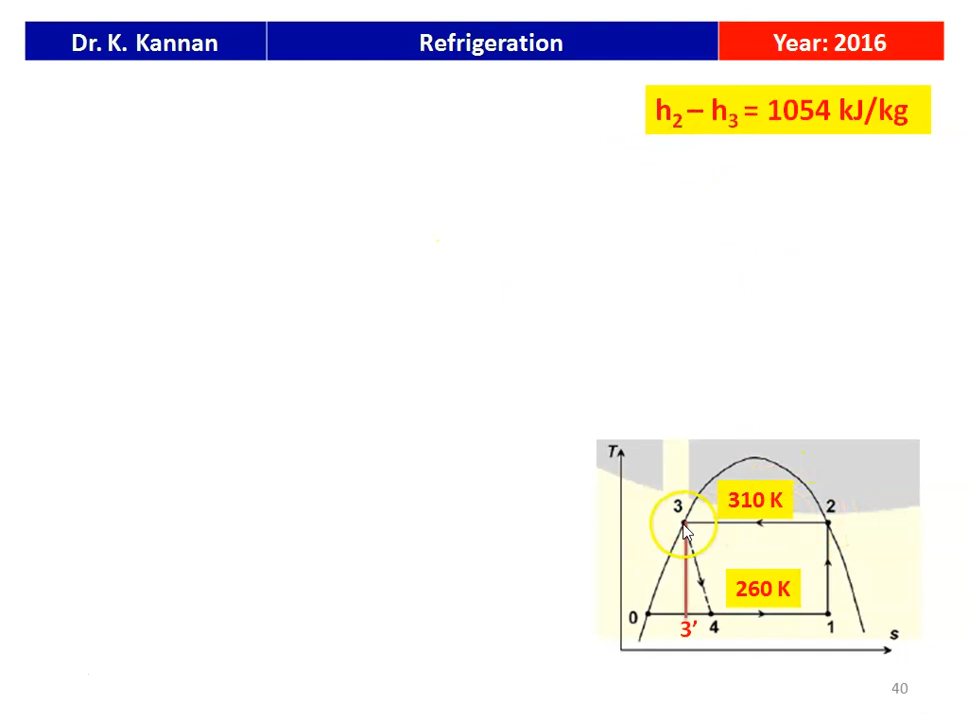 Dr. K. Kannan
Refrigeration
Year: 2016
h₂ – h₃ = 1054 kJ/kg
T
3
310 K
2
260 K
0
3’
4
1
s
40